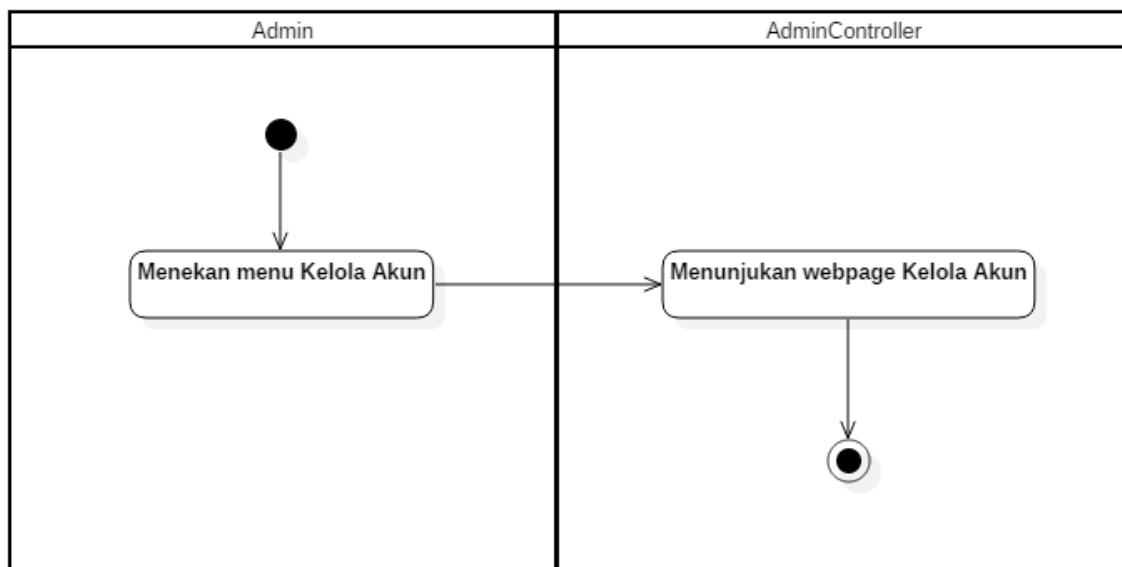 Admin
AdminController
Menekan menu Kelola Akun
Menunjukan webpage Kelola Akun